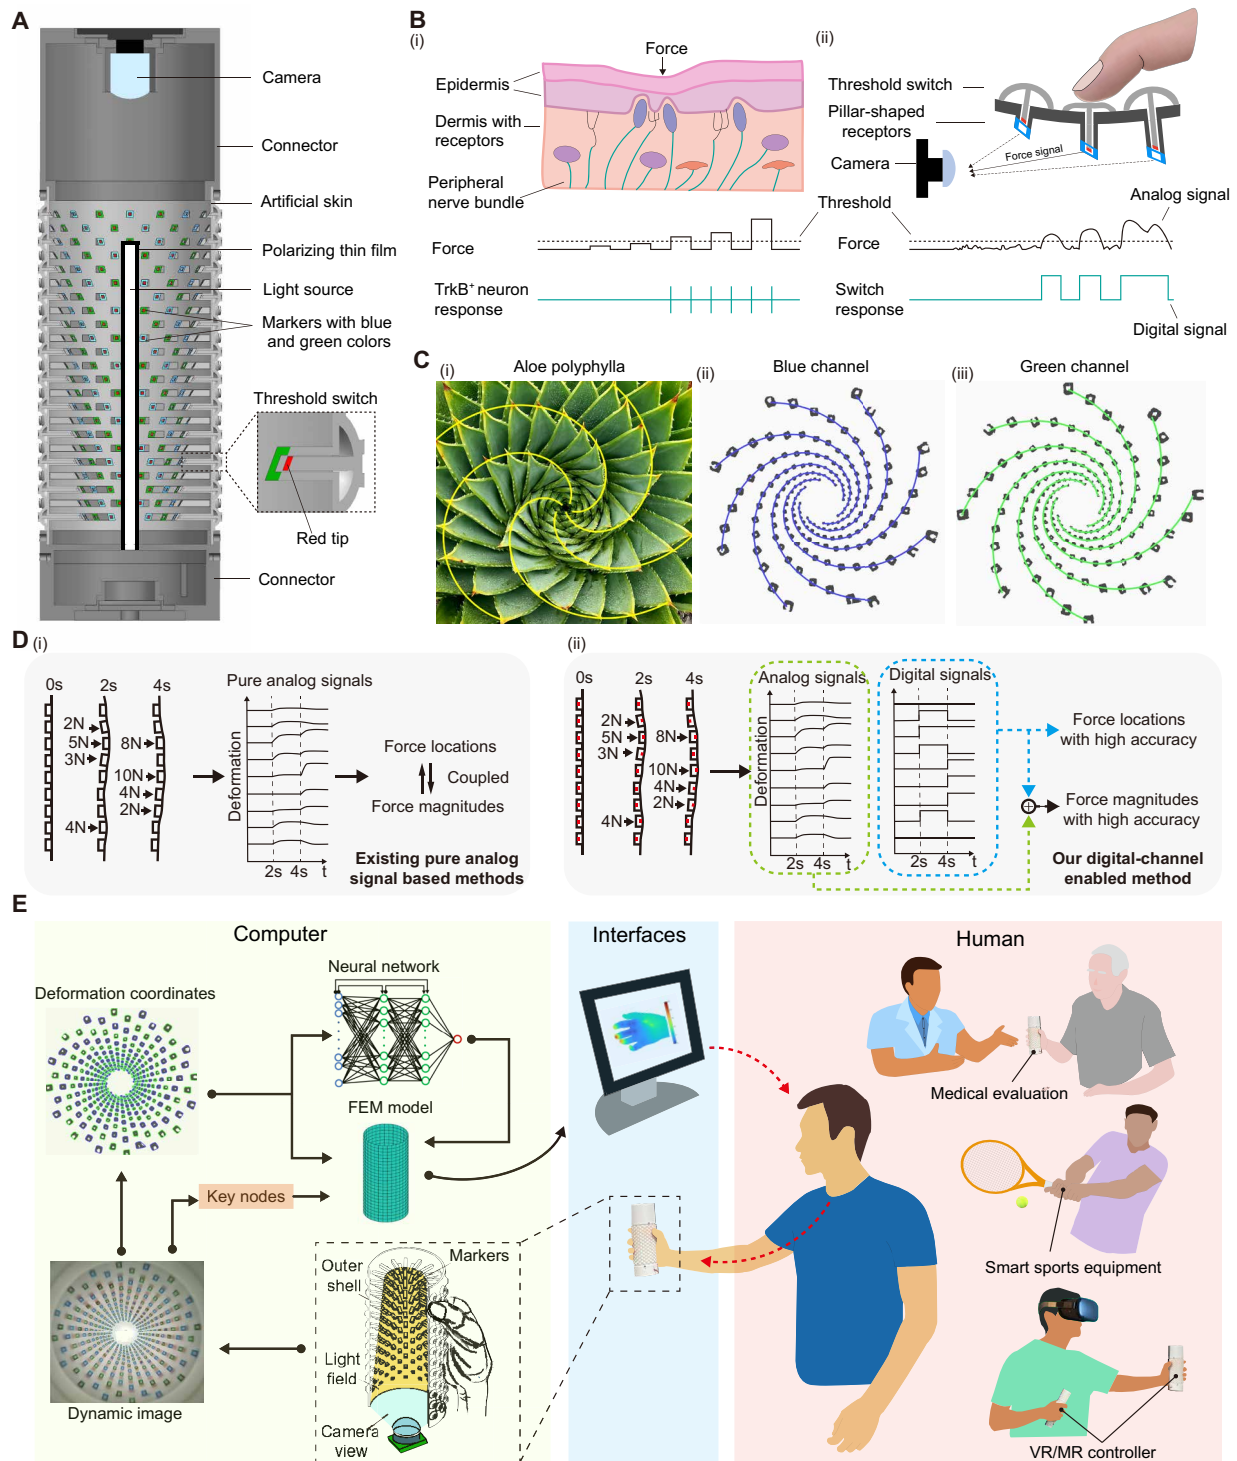 A
Camera
Connector
Artificial skin
Polarizing thin film
Light source
Markers with blue
and green colors
Threshold switch
Red tip
Connector
B
(i)
Force
Epidermis
Dermis with
receptors
Peripheral
nerve bundle
Threshold
Force
TrkB⁺ neuron
response
(ii)
Threshold switch
Pillar-shaped
receptors
Camera
Force signal
Analog signal
Force
Switch
response
Digital signal
C
(i)
Aloe polyphylla
(ii)
Blue channel
(iii)
Green channel
D
(i)
0s
2s
4s
2N
5N
3N
4N
8N
10N
4N
2N
Pure analog signals
Deformation
2s
4s
t
Force locations
Coupled
Force magnitudes
Existing pure analog
signal based methods
(ii)
0s
2s
4s
2N
5N
3N
4N
8N
10N
4N
2N
Analog signals
Deformation
2s
4s
t
Digital signals
2s
4s
t
Force locations
with high accuracy
Force magnitudes
with high accuracy
Our digital-channel
enabled method
E
Computer
Deformation coordinates
Neural network
FEM model
Key nodes
Dynamic image
Outer
shell
Markers
Light
field
Camera
view
Interfaces
Human
Medical evaluation
Smart sports equipment
VR/MR controller